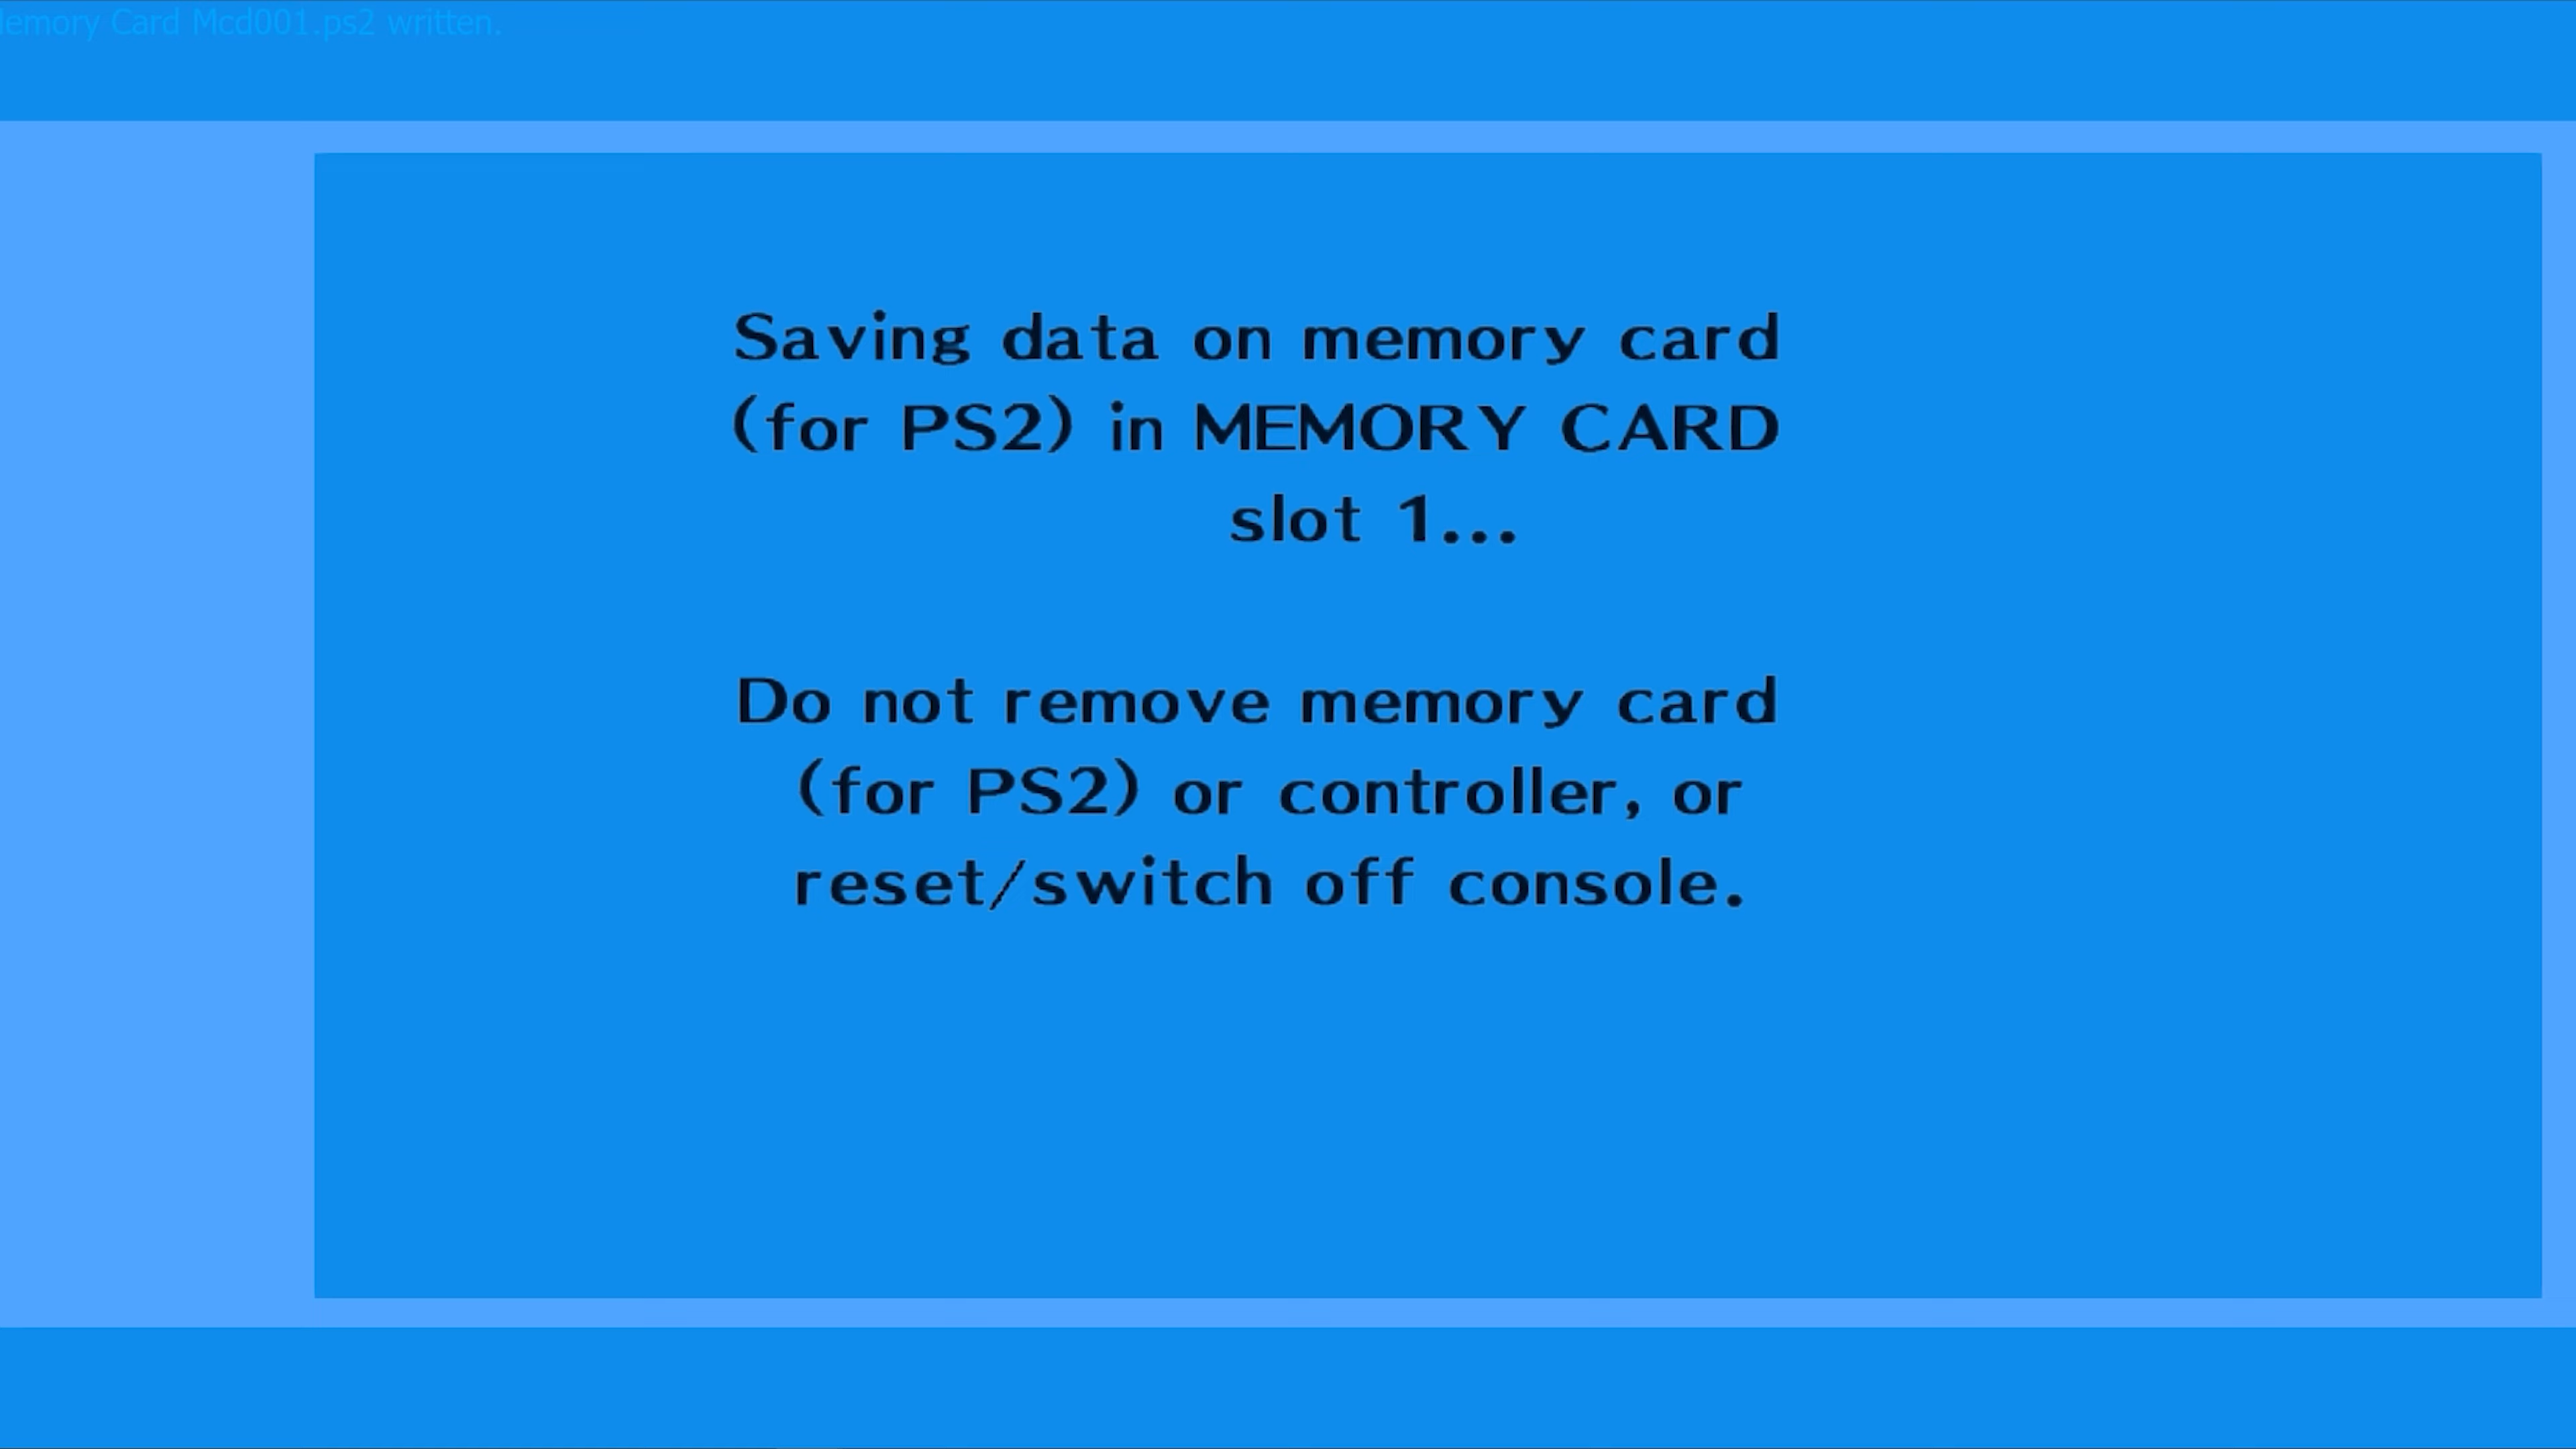 emory Card Mcd001.ps2 written.
Saving data on memory card
(for PS2) in MEMORY CARD
slot 1...
Do not remove memory card
(for PS2) or controller, or
reset/switch off console.